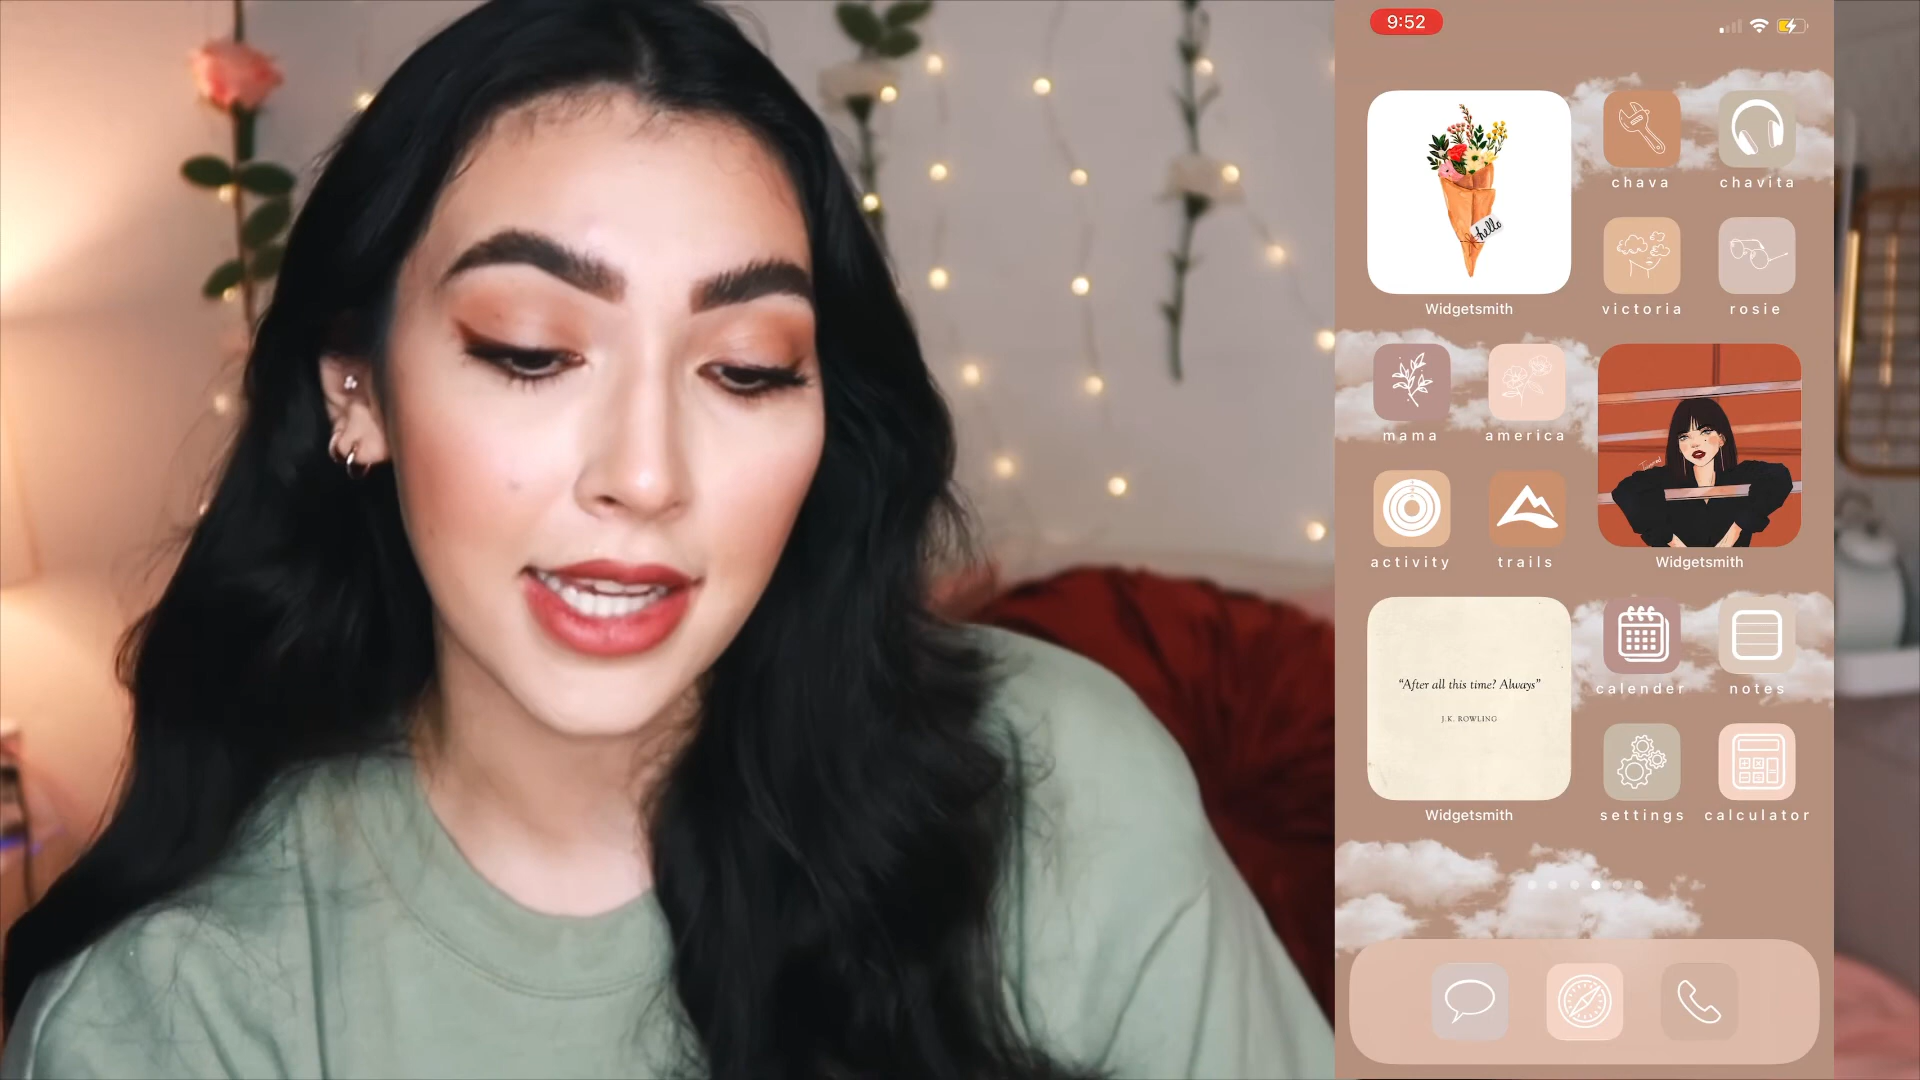 9:52
hello
Widgetsmith
chava
chavita
victoria
rosie
mama
america
activity
trails
Widgetsmith
“After all this time? Always”
J.K. ROWLING
Widgetsmith
calender
notes
settings
calculator